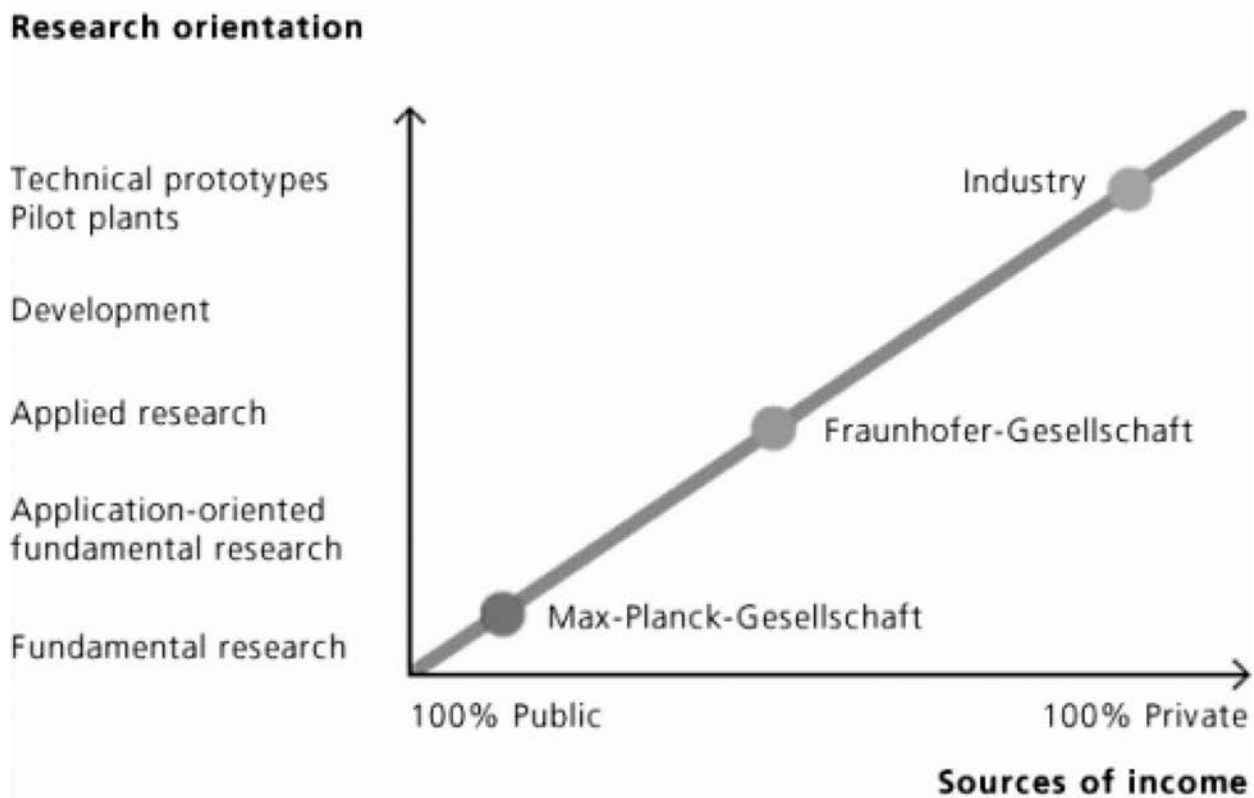 Research orientation
Technical prototypes
Pilot plants
Industry
Development
Applied research
Fraunhofer-Gesellschaft
Application-oriented
fundamental research
Max-Planck-Gesellschaft
Fundamental research
100% Public
100% Private
Sources of income